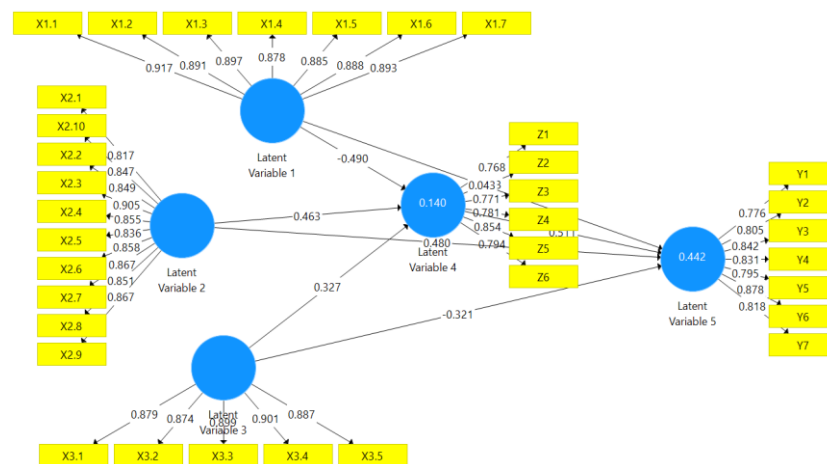 X1.1 X1.2 X1.3 X1.4 X1.5 X1.6 X1.7
0.917 0.891 0.897 0.878 0.885 0.888 0.893
Latent
Variable 1
X2.1
X2.10
X2.2
X2.3
X2.4
X2.5
X2.6
X2.7
X2.8
X2.9
0.817
0.847
0.849
0.905
0.855
0.836
0.858
0.867
0.851
0.867
Latent
Variable 2
-0.490
0.463
0.480
0.327
-0.321
0.140
Latent
Variable 4
Z1
Z2
Z3
Z4
Z5
Z6
0.768
0.771
0.781
0.854
0.794
0.442
Latent
Variable 5
Y1
Y2
Y3
Y4
Y5
Y6
Y7
0.776
0.805
0.842
0.831
0.795
0.878
0.818
Latent
Variable 3
0.879 0.874 0.899 0.901 0.887
X3.1 X3.2 X3.3 X3.4 X3.5